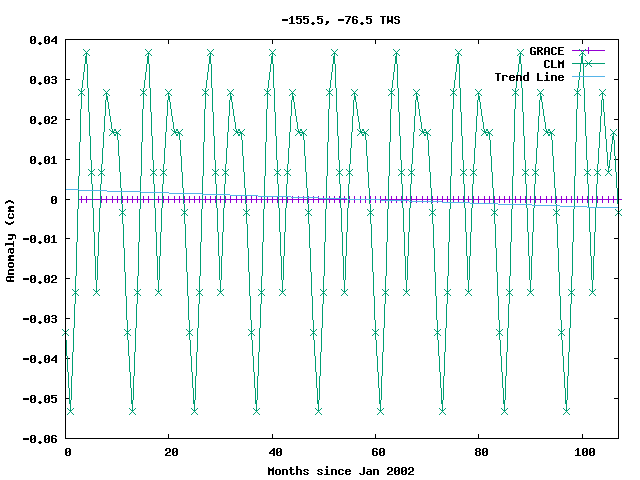 -155.5, -76.5 TWS
GRACE
CLM
Trend Line
0.04
0.03
0.02
0.01
0
-0.01
-0.02
-0.03
-0.04
-0.05
-0.06
Anomaly (cm)
0 20 40 60 80 100
Months since Jan 2002